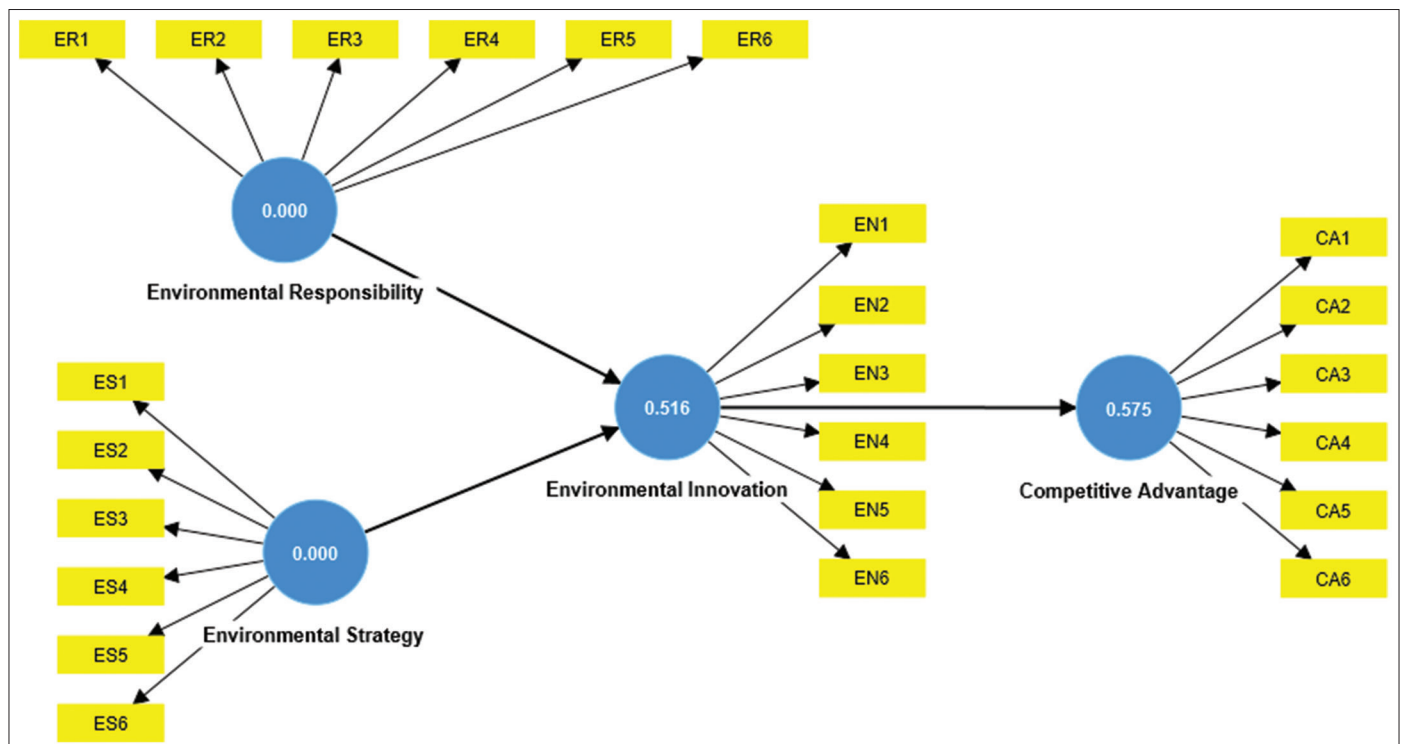 ER1 ER2 ER3 ER4 ER5 ER6
0.000
Environmental Responsibility
ES1
ES2
ES3
ES4
ES5
ES6
0.000
Environmental Strategy
0.516
Environmental Innovation
EN1
EN2
EN3
EN4
EN5
EN6
0.575
Competitive Advantage
CA1
CA2
CA3
CA4
CA5
CA6